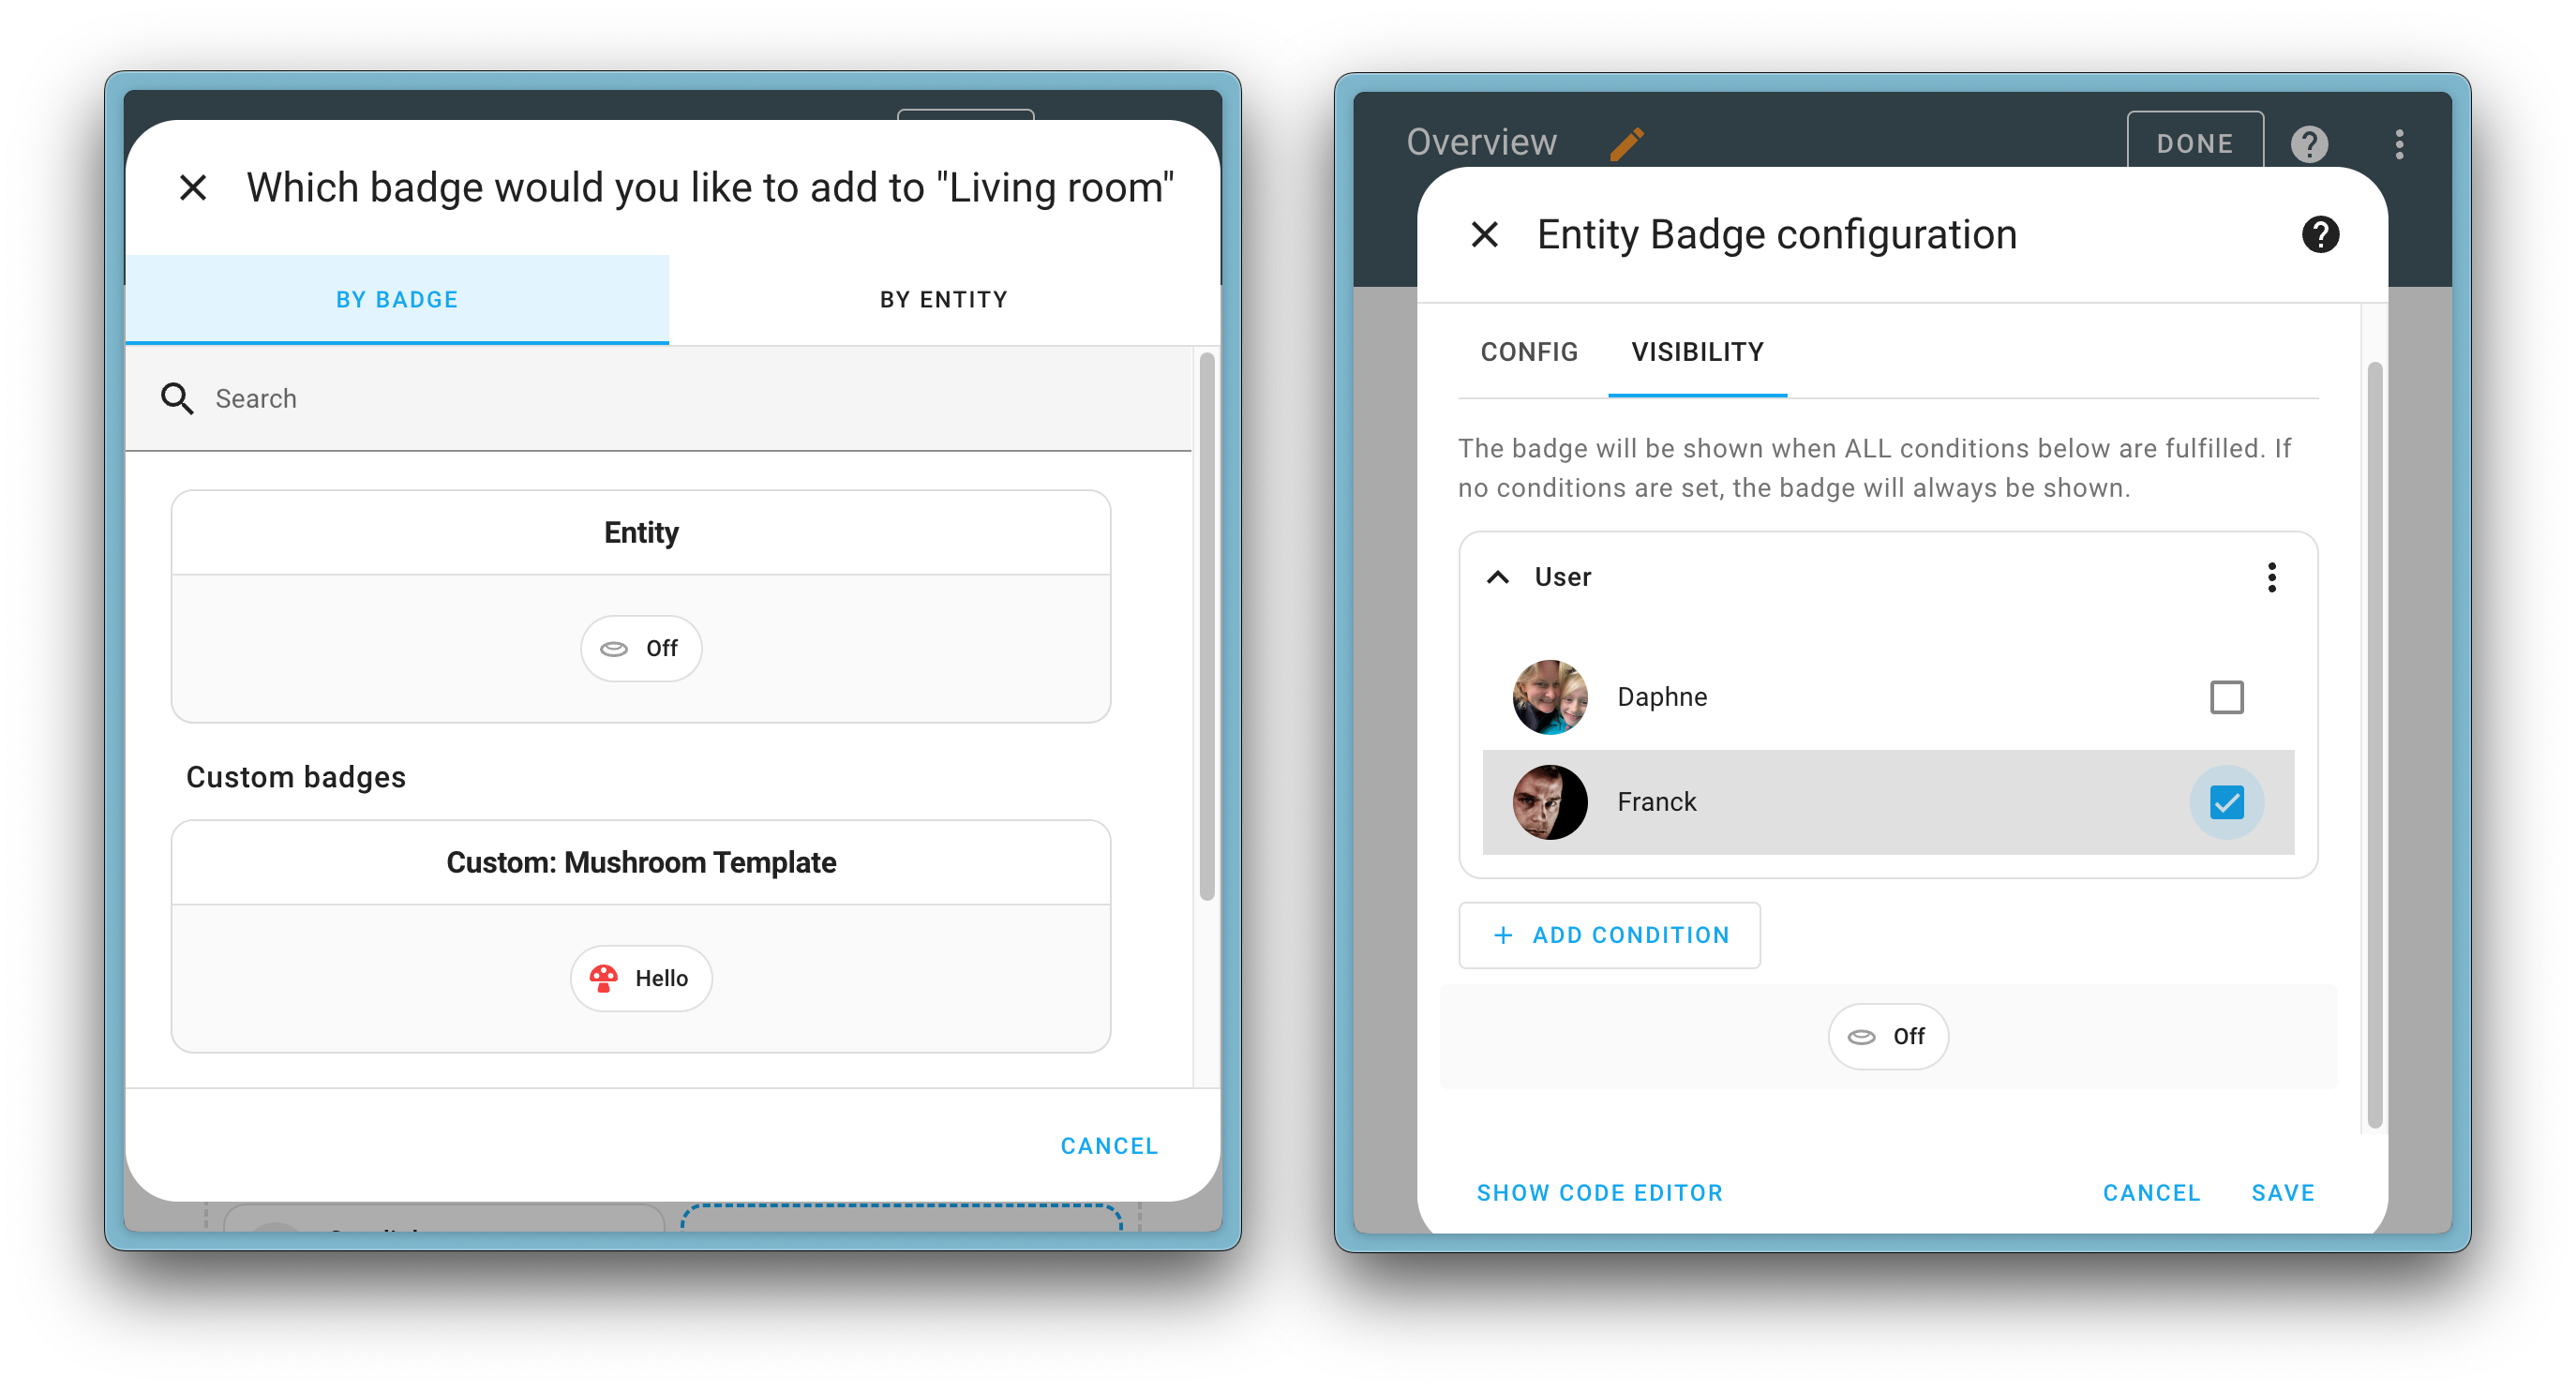 Which badge would you like to add to "Living room"
BY BADGE
BY ENTITY
Search
Entity
Off
Custom badges
Custom: Mushroom Template
Hello
CANCEL
Overview
DONE
Entity Badge configuration
CONFIG
VISIBILITY
The badge will be shown when ALL conditions below are fulfilled. If
no conditions are set, the badge will always be shown.
User
Daphne
Franck
+ ADD CONDITION
Off
SHOW CODE EDITOR
CANCEL
SAVE